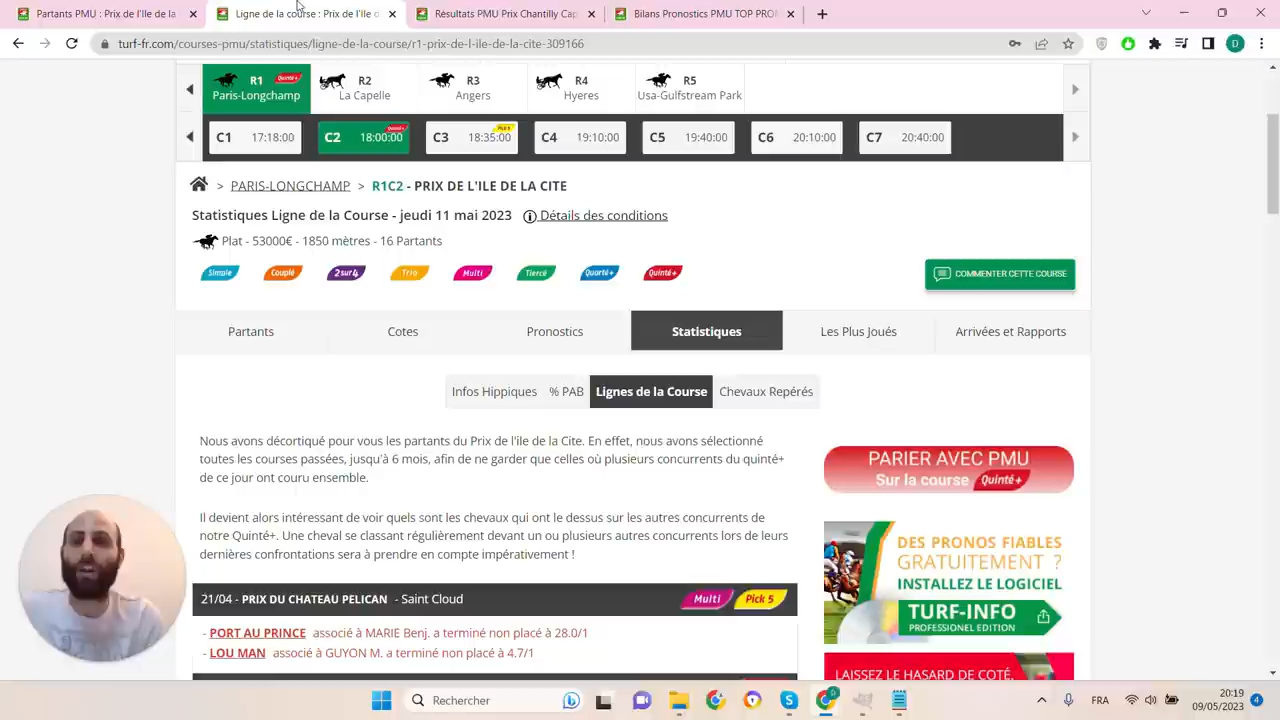 PARTANTS PMU : Prix de l'Ile de la
Ligne de la course : Prix de l'ile o
Résultats PMU Prix Chantilly Cap
Bilans Pronostics PMU TOP PRO
turf-fr.com/courses-pmu/statistiques/ligne-de-la-course/r1-prix-de-l-ile-de-la-cite-309166
D
R1 Quinté+
Paris-Longchamp
R2
La Capelle
R3
Angers
R4
Hyeres
R5
Usa-Gulfstream Park
C1 17:18:00
C2 18:00:00 Quinté+
C3 18:35:00 PICK 5
C4 19:10:00
C5 19:40:00
C6 20:10:00
C7 20:40:00
> PARIS-LONGCHAMP > R1C2 - PRIX DE L'ILE DE LA CITE
Statistiques Ligne de la Course - jeudi 11 mai 2023 Détails des conditions
Plat - 53000€ - 1850 mètres - 16 Partants
Simple Couplé 2sur4 Trio Multi Tiercé Quarté+ Quinté+
COMMENTER CETTE COURSE
Partants Cotes Pronostics Statistiques Les Plus Joués Arrivées et Rapports
Infos Hippiques % PAB Lignes de la Course Chevaux Repérés
Nous avons décortiqué pour vous les partants du Prix de l'ile de la Cite. En effet, nous avons sélectionné
toutes les courses passées, jusqu'à 6 mois, afin de ne garder que celles où plusieurs concurrents du quinté+
de ce jour ont couru ensemble.
Il devient alors intéressant de voir quels sont les chevaux qui ont le dessus sur les autres concurrents de
notre Quinté+. Une cheval se classant régulièrement devant un ou plusieurs autres concurrents lors de leurs
dernières confrontations sera à prendre en compte impérativement !
21/04 - PRIX DU CHATEAU PELICAN - Saint Cloud Multi Pick 5
- PORT AU PRINCE associé à MARIE Benj. a terminé non placé à 28.0/1
- LOU MAN associé à GUYON M. a terminé non placé à 4.7/1
PARIER AVEC PMU
Sur la course Quinté+
DES PRONOS FIABLES
GRATUITEMENT ?
INSTALLEZ LE LOGICIEL
TURF-INFO
PROFESSIONEL EDITION
LAISSEZ LE HASARD DE COTÉ,
Rechercher
FRA
20:19
09/05/2023
4